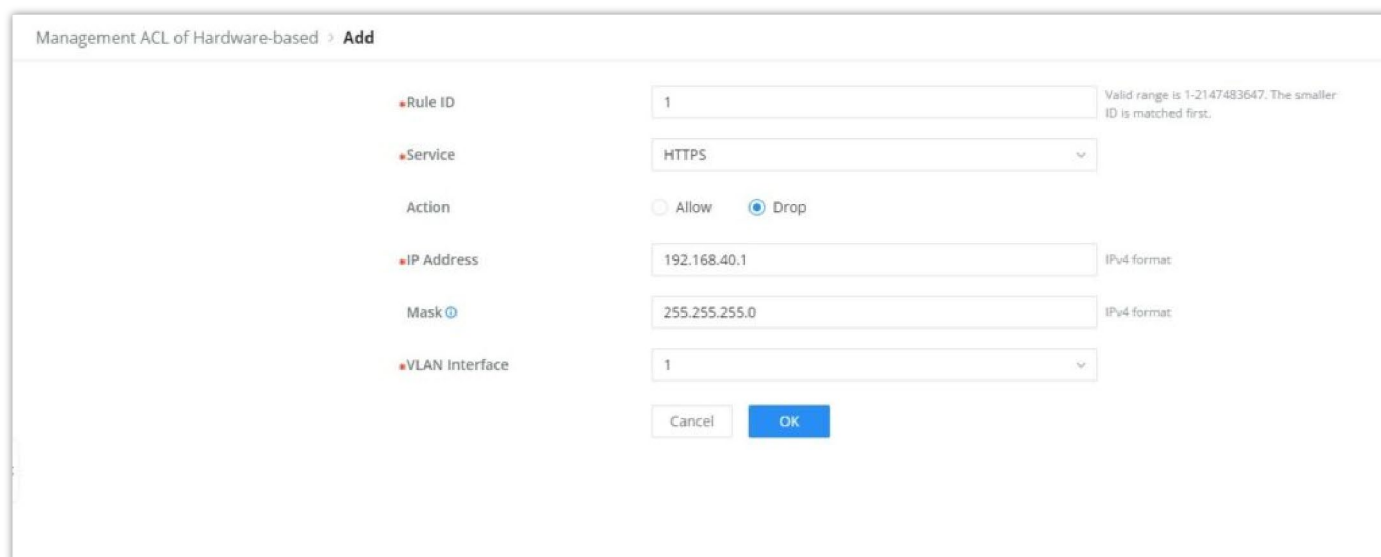 Management ACL of Hardware-based > Add
*Rule ID
1
Valid range is 1-2147483647. The smaller
ID is matched first.
*Service
HTTPS
Action
Allow
Drop
*IP Address
192.168.40.1
IPv4 format
Mask
255.255.255.0
IPv4 format
*VLAN Interface
1
Cancel
OK